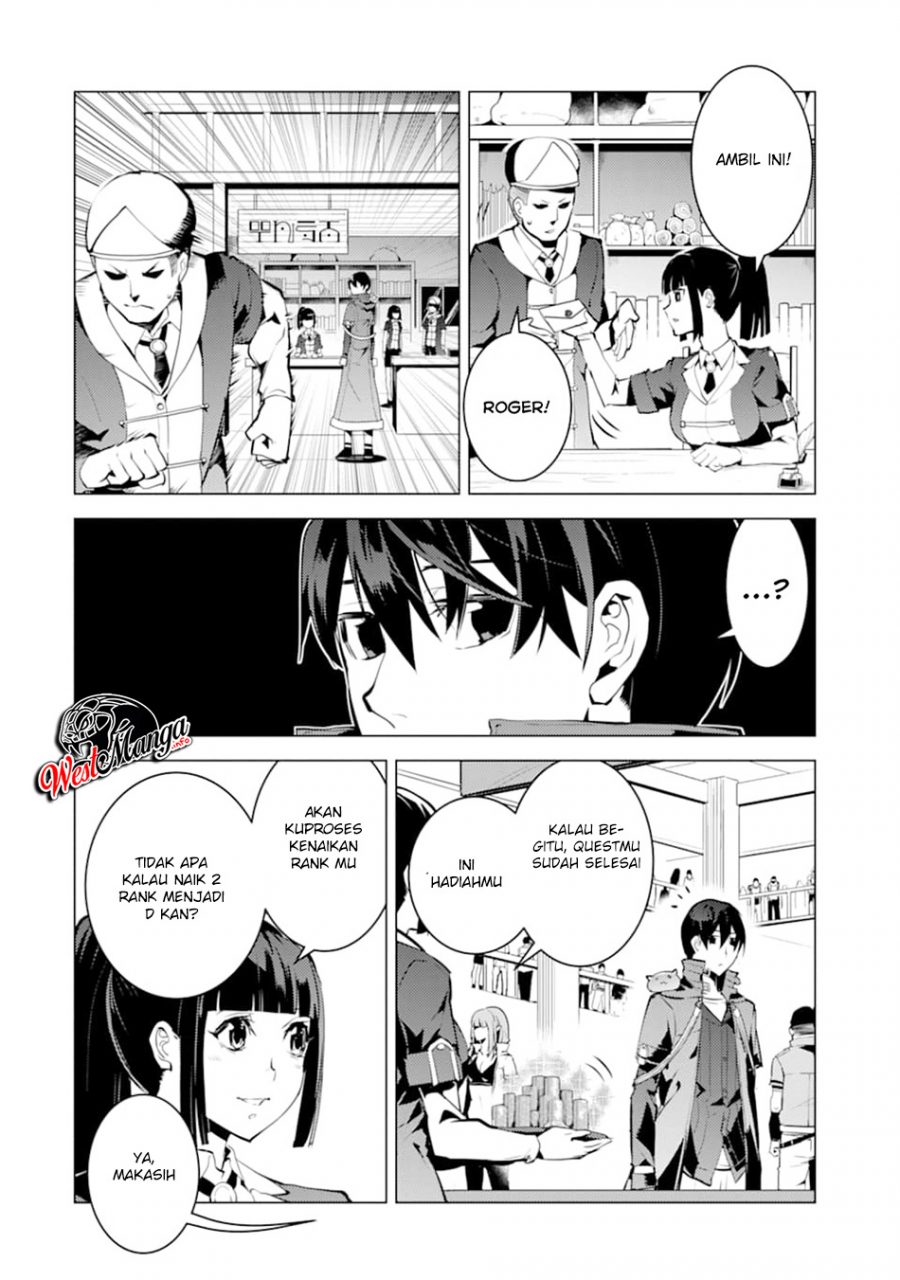 AMBIL INI!
ROGER!
...?
KALAU BE-
GITU, QUESTMU
SUDAH SELESAI
INI
HADIAHMU
AKAN
KUPROSES
KENAIKAN
RANK MU
TIDAK APA
KALAU NAIK 2
RANK MENJADI
D KAN?
YA,
MAKASIH
WestManga
.info